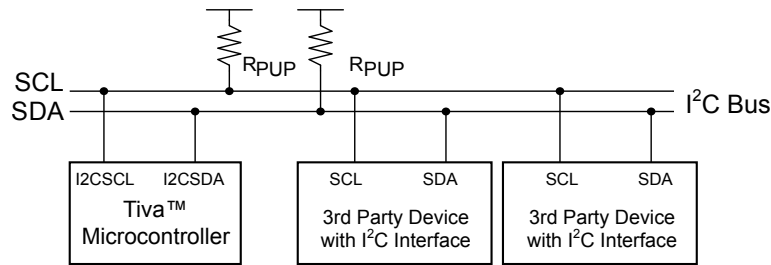 RPUP RPUP
SCL
SDA
I²C Bus
I2CSCL I2CSDA
Tiva™
Microcontroller
SCL SDA
3rd Party Device
with I²C Interface
SCL SDA
3rd Party Device
with I²C Interface